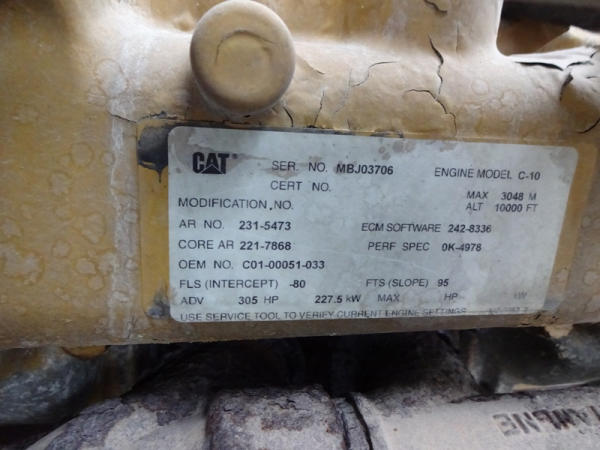 CAT SER. NO. MBJ03706 ENGINE MODEL C-10
CERT NO. MAX 3048 M
MODIFICATION NO. ALT 10000 FT
AR NO. 231-5473 ECM SOFTWARE 242-8336
CORE AR 221-7868 PERF SPEC 0K-4978
OEM NO. C01-00051-033
FLS (INTERCEPT) -80 FTS (SLOPE) 95
ADV 305 HP 227.5 kW MAX HP kW
USE SERVICE TOOL TO VERIFY CURRENT ENGINE SETTINGS